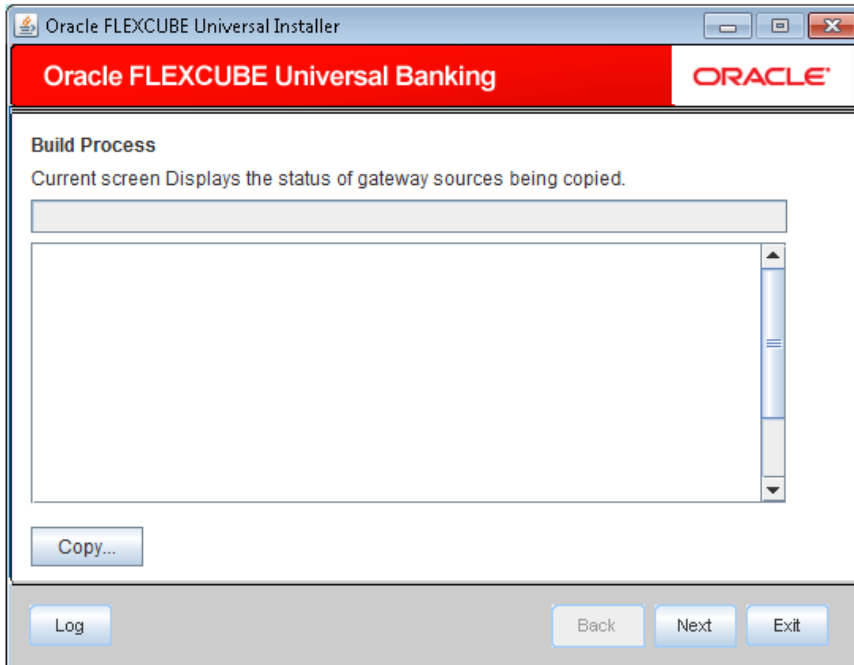 Oracle FLEXCUBE Universal Installer
Oracle FLEXCUBE Universal Banking
ORACLE
Build Process
Current screen Displays the status of gateway sources being copied.
Copy...
Log
Back
Next
Exit